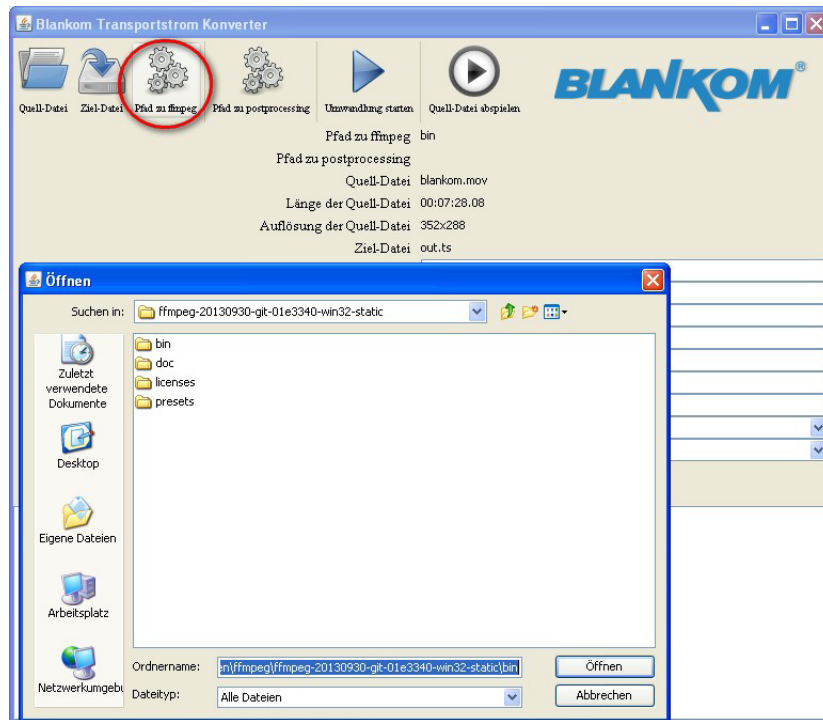 Blankom Transportstrom Konverter
Quell-Datei Ziel-Datei Pfad zu ffmpeg Pfad zu postprocessing Umwandlung starten Quell-Datei abspielen
BLANKOM®
Pfad zu ffmpeg bin
Pfad zu postprocessing
Quell-Datei blankom.mov
Länge der Quell-Datei 00:07:28.08
Auflösung der Quell-Datei 352x288
Ziel-Datei out.ts
Öffnen
Suchen in: ffmpeg-20130930-git-01e3340-win32-static
bin
doc
licenses
presets
Zuletzt
verwendete
Dokumente
Desktop
Eigene Dateien
Arbeitsplatz
Netzwerkumgebu
Ordnername: en\ffmpeg\ffmpeg-20130930-git-01e3340-win32-static\bin Öffnen
Dateityp: Alle Dateien Abbrechen